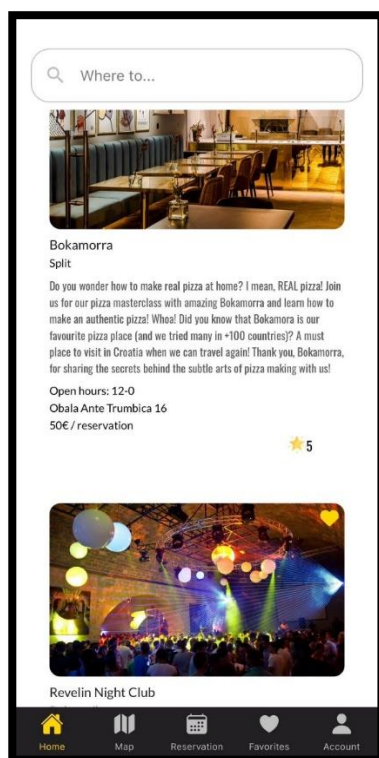 Where to...
Bokamorra
Split
Do you wonder how to make real pizza at home? I mean, REAL pizza! Join
us for our pizza masterclass with amazing Bokamorra and learn how to
make an authentic pizza! Whoa! Did you know that Bokamora is our
favourite pizza place (and we tried many in +100 countries)? A must
place to visit in Croatia when we can travel again! Thank you, Bokamorra,
for sharing the secrets behind the subtle arts of pizza making with us!
Open hours: 12-0
Obala Ante Trumbica 16
50€ / reservation
5
Revelin Night Club
Home Map Reservation Favorites Account